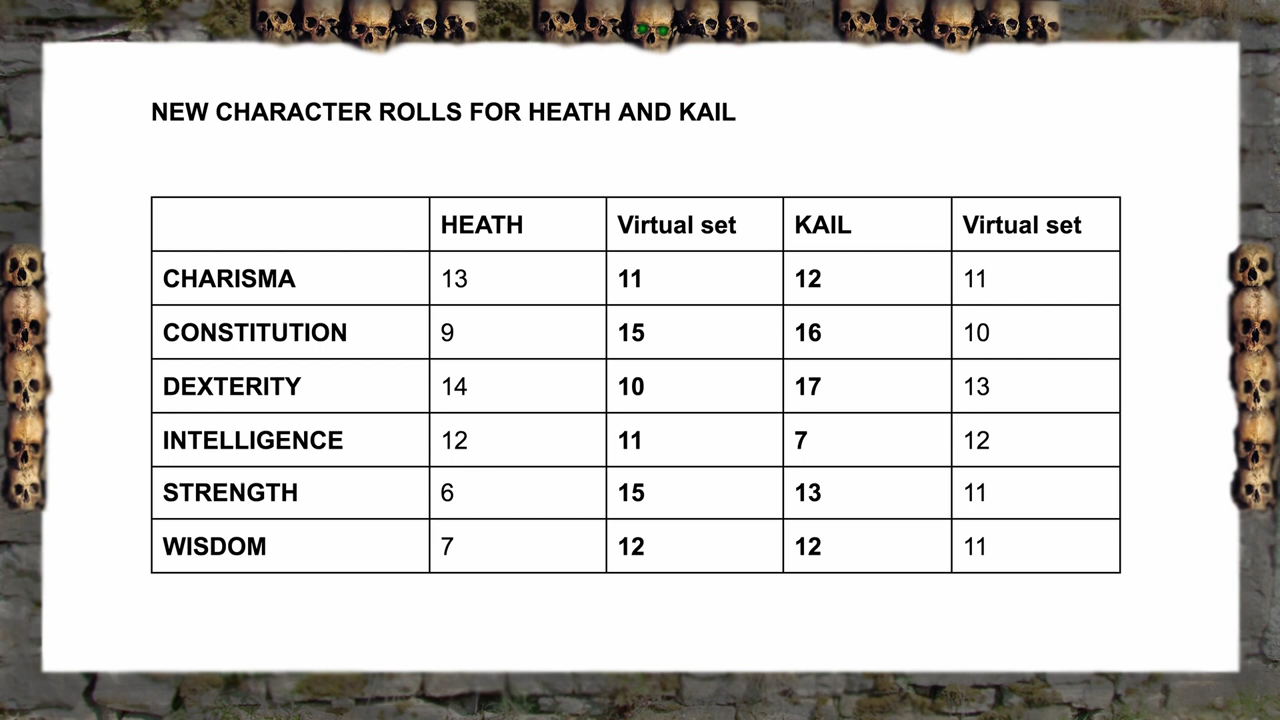 NEW CHARACTER ROLLS FOR HEATH AND KAIL
HEATH Virtual set KAIL Virtual set
CHARISMA 13 11 12 11
CONSTITUTION 9 15 16 10
DEXTERITY 14 10 17 13
INTELLIGENCE 12 11 7 12
STRENGTH 6 15 13 11
WISDOM 7 12 12 11